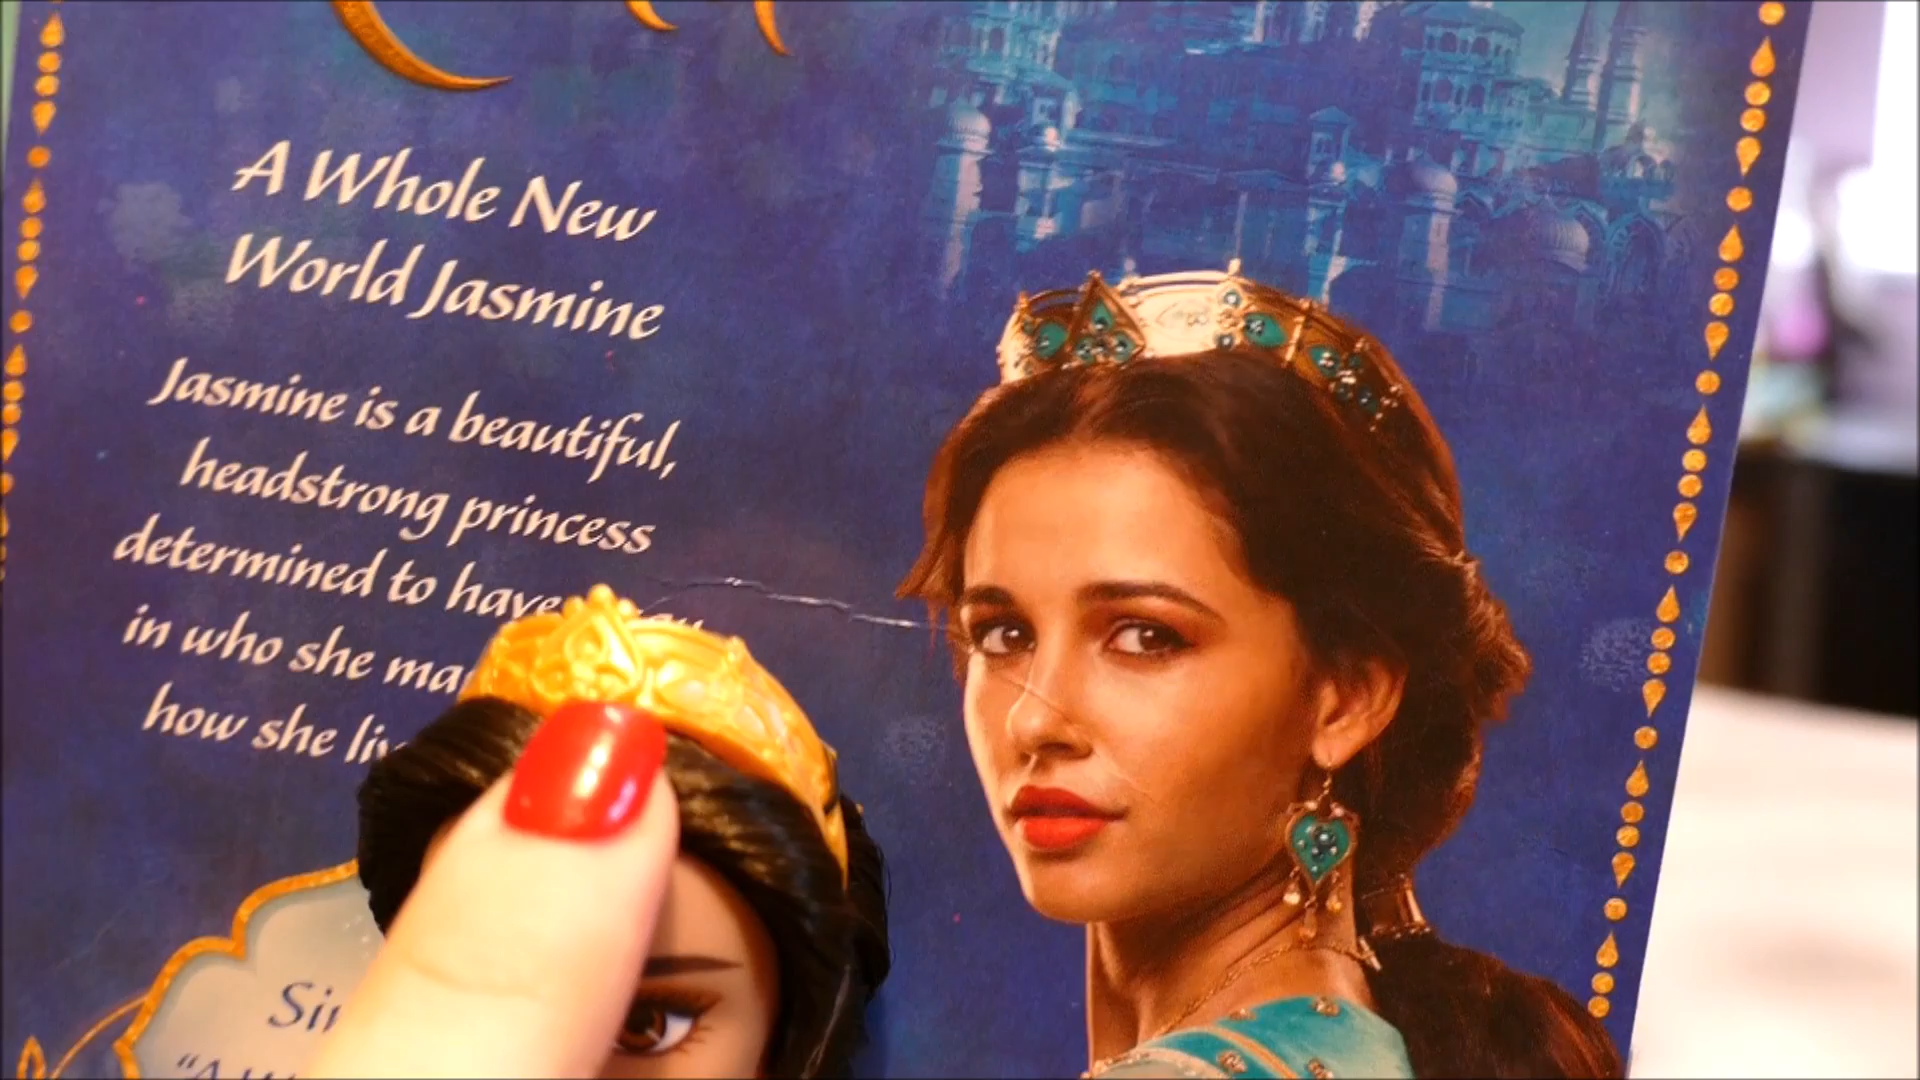 A Whole New
World Jasmine
Jasmine is a beautiful,
headstrong princess
determined to have
in who she
how she